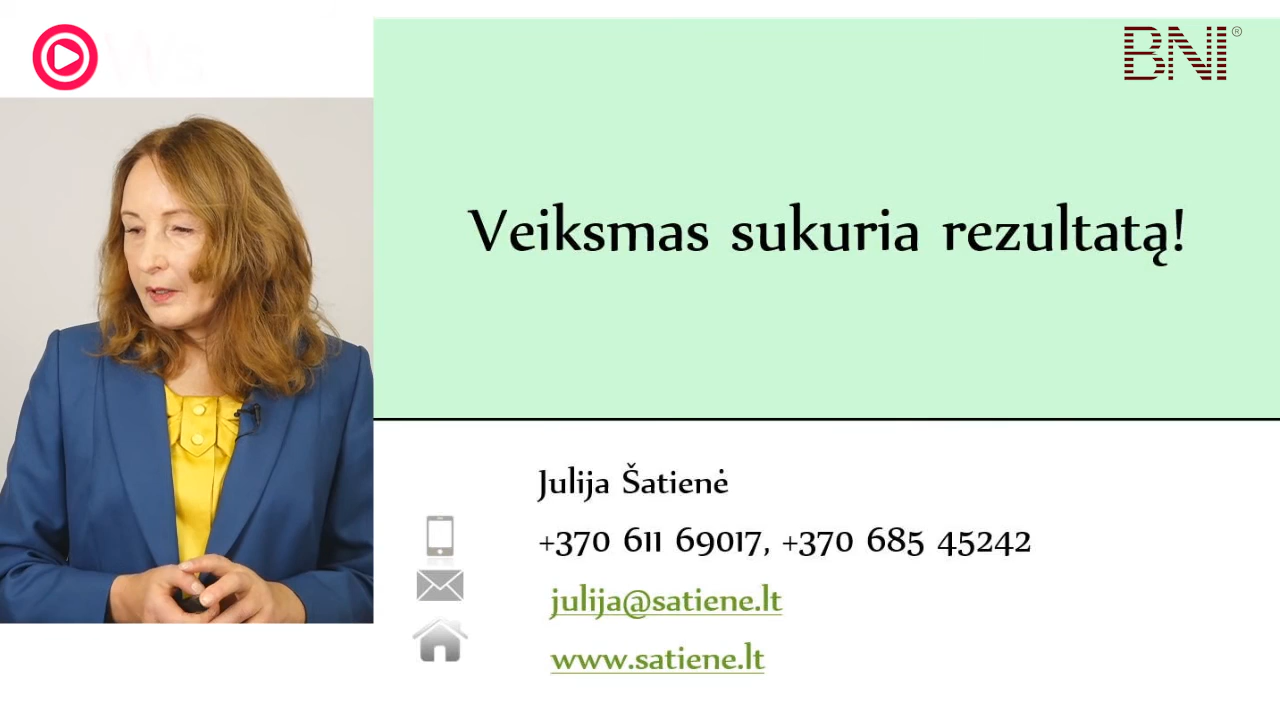 BNI®
Veiksmas sukuria rezultatą!
Julija Šatienė
+370 611 69017, +370 685 45242
julija@satiene.lt
www.satiene.lt